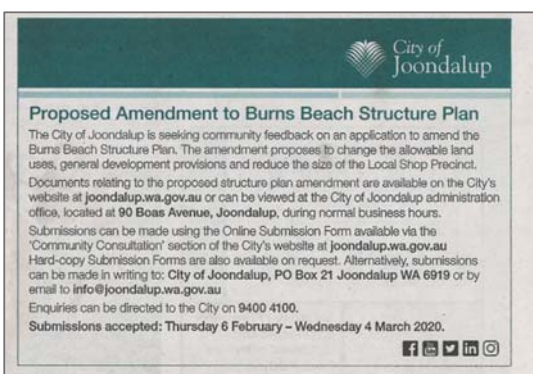 City of
Joondalup
Proposed Amendment to Burns Beach Structure Plan
The City of Joondalup is seeking community feedback on an application to amend the
Burns Beach Structure Plan. The amendment proposes to change the allowable land
uses, general development provisions and reduce the size of the Local Shop Precinct.
Documents relating to the proposed structure plan amendment are available on the City's
website at joondalup.wa.gov.au or can be viewed at the City of Joondalup administration
office, located at 90 Boas Avenue, Joondalup, during normal business hours.
Submissions can be made using the Online Submission Form available via the
'Community Consultation' section of the City's website at joondalup.wa.gov.au
Hard-copy Submission Forms are also available on request. Alternatively, submissions
can be made in writing to: City of Joondalup, PO Box 21 Joondalup WA 6919 or by
email to info@joondalup.wa.gov.au
Enquiries can be directed to the City on 9400 4100.
Submissions accepted: Thursday 6 February – Wednesday 4 March 2020.